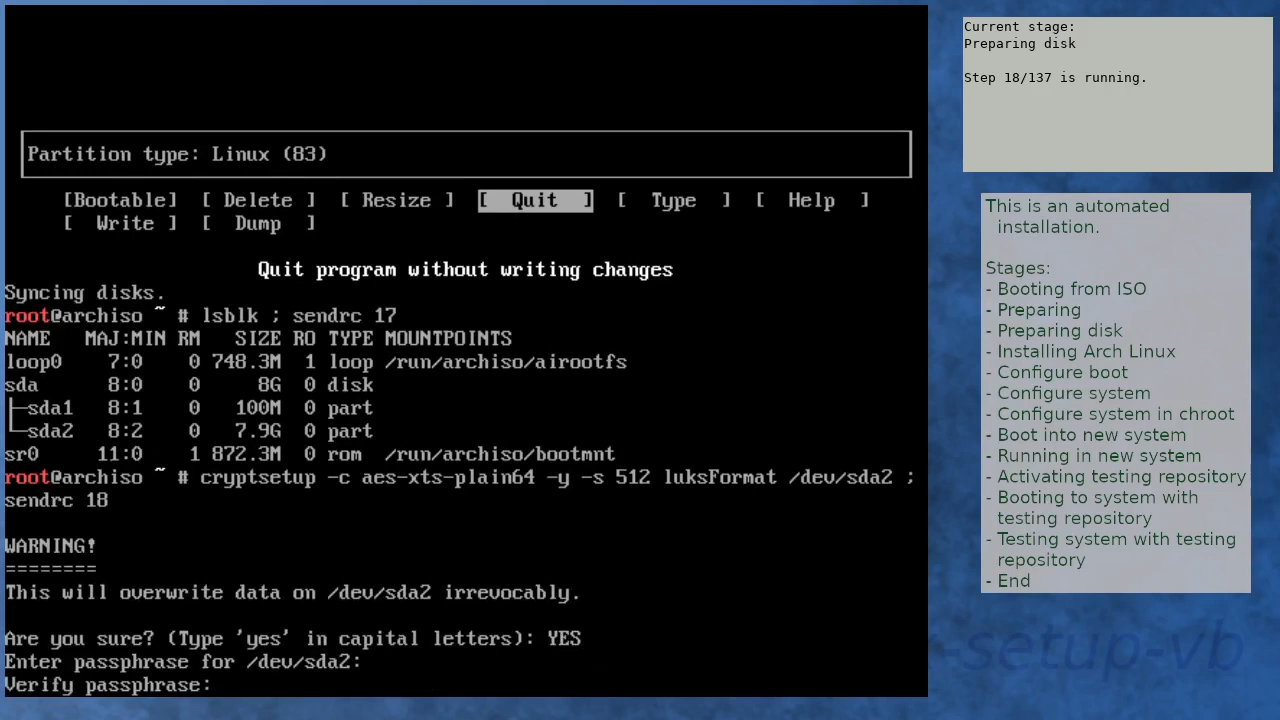 Partition type: Linux (83)
[Bootable] [ Delete ] [ Resize ] [ Quit ] [ Type ] [ Help ]
[ Write ] [ Dump ]
Quit program without writing changes
Syncing disks.
root@archiso ~ # lsblk ; sendrc 17
NAME MAJ:MIN RM SIZE RO TYPE MOUNTPOINTS
loop0 7:0 0 748.3M 1 loop /run/archiso/airootfs
sda 8:0 0 8G 0 disk
├─sda1 8:1 0 100M 0 part
└─sda2 8:2 0 7.9G 0 part
sr0 11:0 1 872.3M 0 rom /run/archiso/bootmnt
root@archiso ~ # cryptsetup -c aes-xts-plain64 -y -s 512 luksFormat /dev/sda2 ;
sendrc 18
WARNING!
========
This will overwrite data on /dev/sda2 irrevocably.
Are you sure? (Type 'yes' in capital letters): YES
Enter passphrase for /dev/sda2:
Verify passphrase:
Current stage:
Preparing disk
Step 18/137 is running.
This is an automated
installation.
Stages:
- Booting from ISO
- Preparing
- Preparing disk
- Installing Arch Linux
- Configure boot
- Configure system
- Configure system in chroot
- Boot into new system
- Running in new system
- Activating testing repository
- Booting to system with
testing repository
- Testing system with testing
repository
- End
-setup-vb